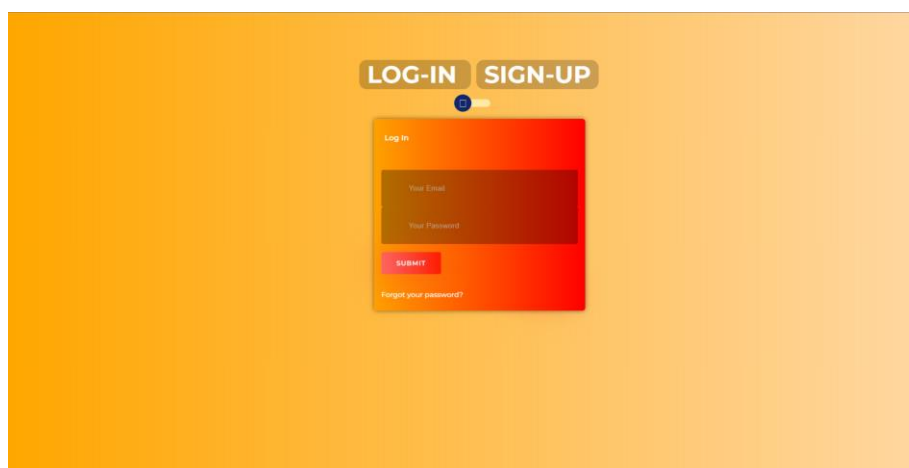 LOG-IN SIGN-UP
Log In
Your Email
Your Password
SUBMIT
Forgot your password?